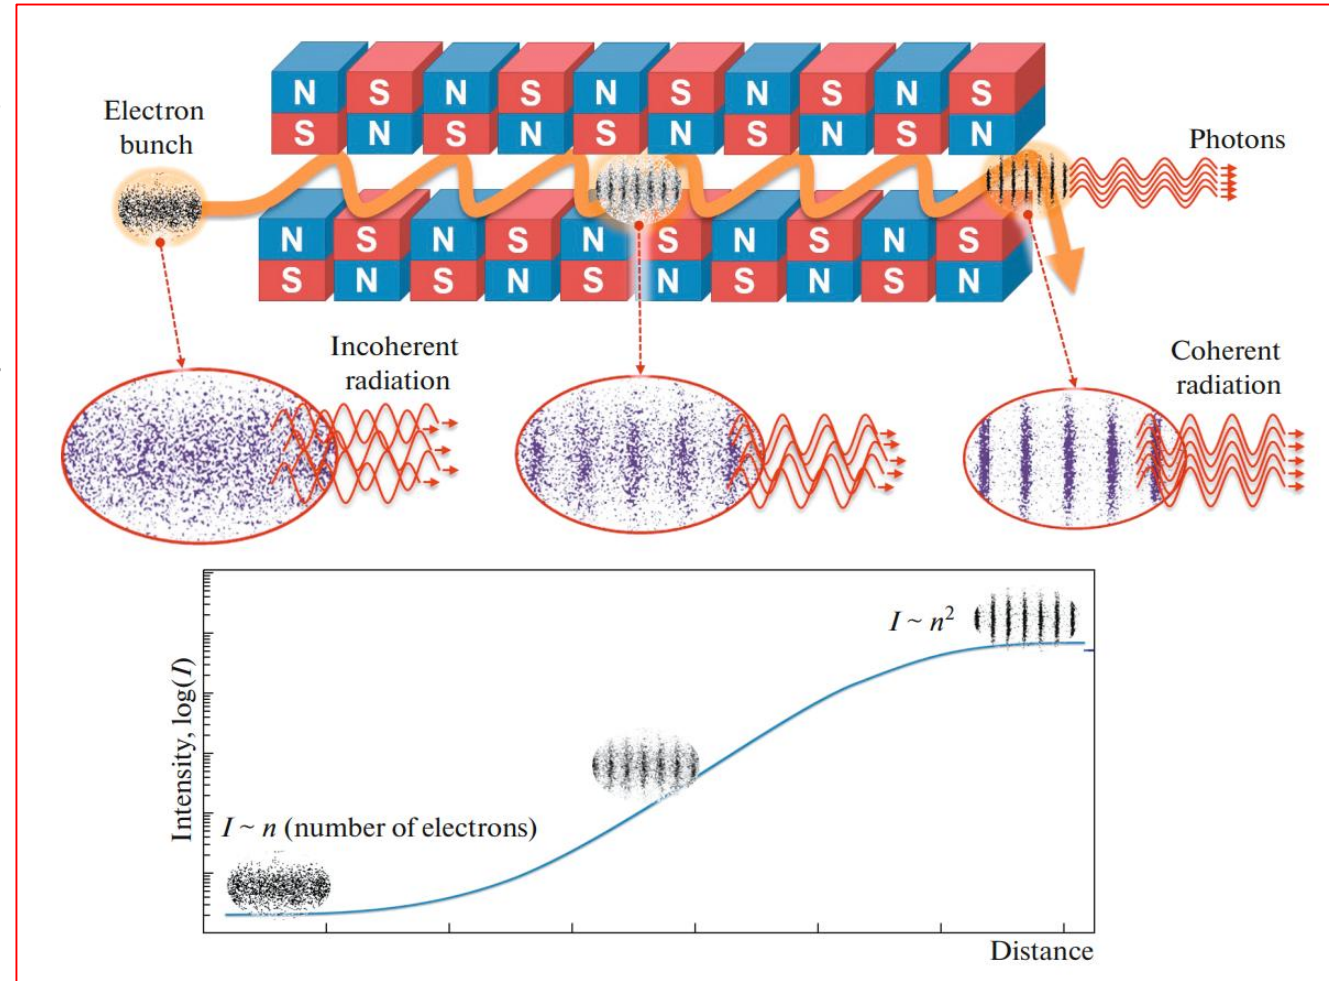 N S N S N S N S N S
S N S N S N S N S N
Electron
bunch
Photons
N S N S N S N S N S
S N S N S N S N S N
Incoherent
radiation
Coherent
radiation
I ~ n²
Intensity, log(I)
I ~ n (number of electrons)
Distance